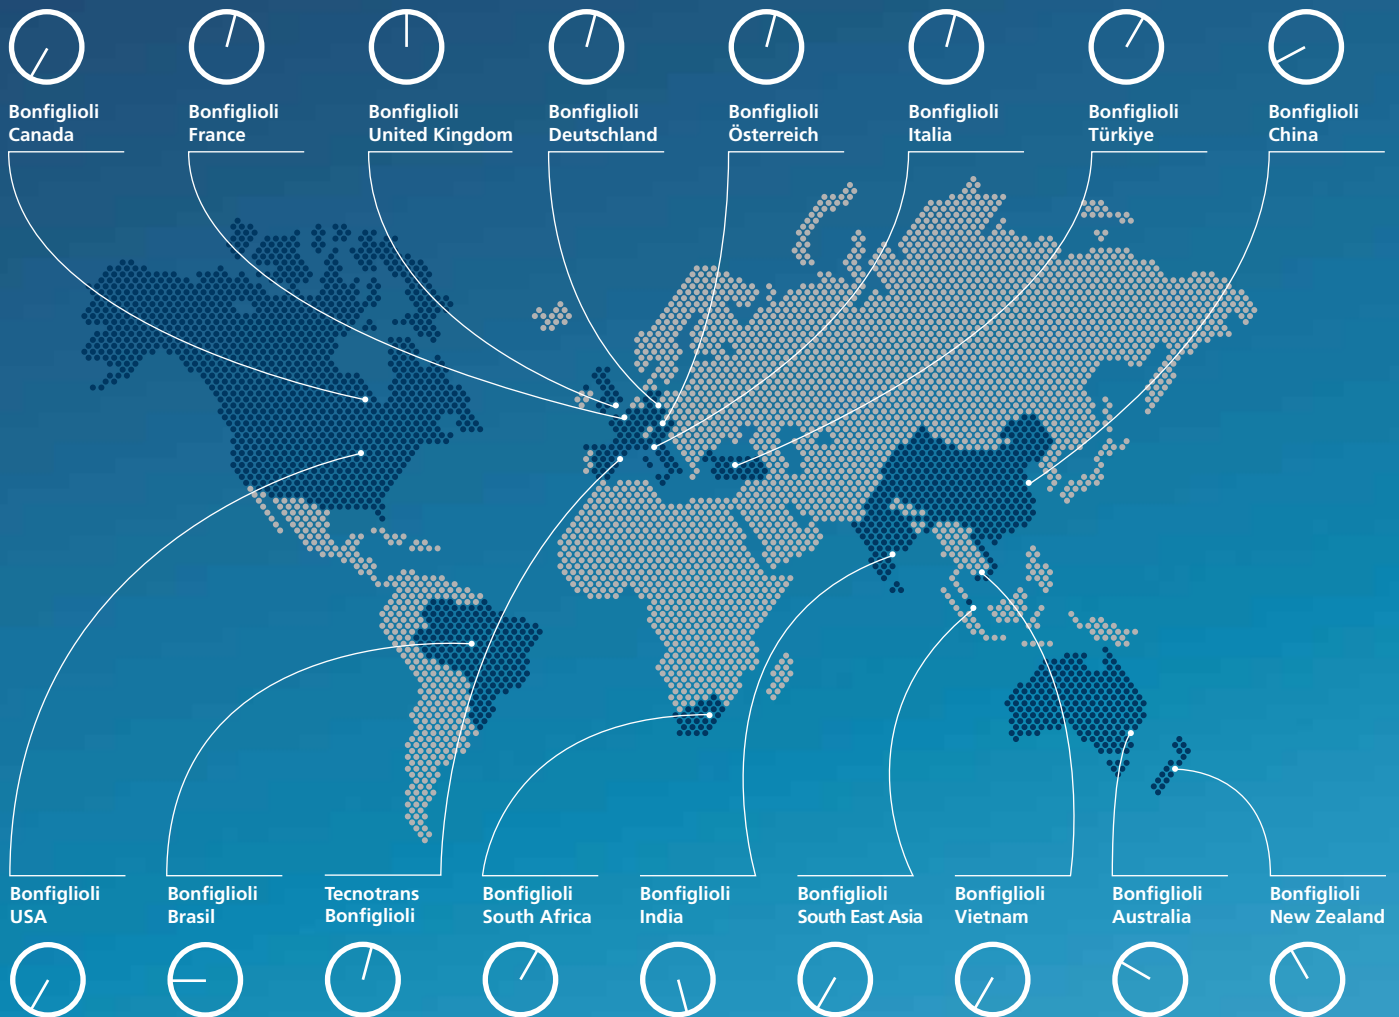 Bonfiglioli
Canada
Bonfiglioli
France
Bonfiglioli
United Kingdom
Bonfiglioli
Deutschland
Bonfiglioli
Österreich
Bonfiglioli
Italia
Bonfiglioli
Türkiye
Bonfiglioli
China
Bonfiglioli
USA
Bonfiglioli
Brasil
Tecnotrans
Bonfiglioli
Bonfiglioli
South Africa
Bonfiglioli
India
Bonfiglioli
South East Asia
Bonfiglioli
Vietnam
Bonfiglioli
Australia
Bonfiglioli
New Zealand